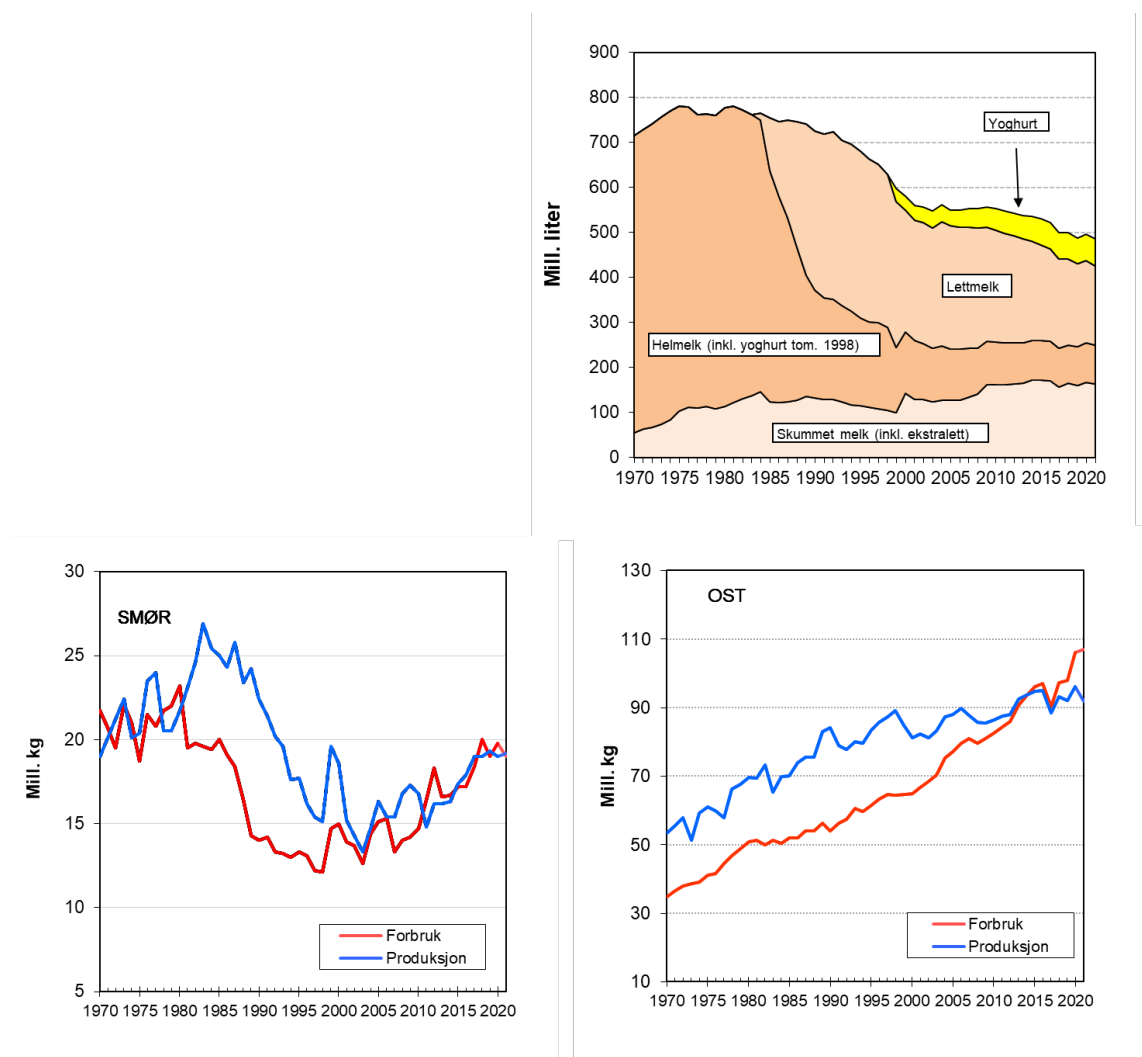 900
800
700
600
500
400
300
200
100
0
Mill. liter
Yoghurt
Lettmelk
Helmelk (inkl. yoghurt tom. 1998)
Skummet melk (inkl. ekstralett)
1970 1975 1980 1985 1990 1995 2000 2005 2010 2015 2020
30
25
20
15
10
5
Mill. kg
SMØR
Forbruk
Produksjon
1970 1975 1980 1985 1990 1995 2000 2005 2010 2015 2020
130
110
90
70
50
30
10
Mill. kg
OST
Forbruk
Produksjon
1970 1975 1980 1985 1990 1995 2000 2005 2010 2015 2020